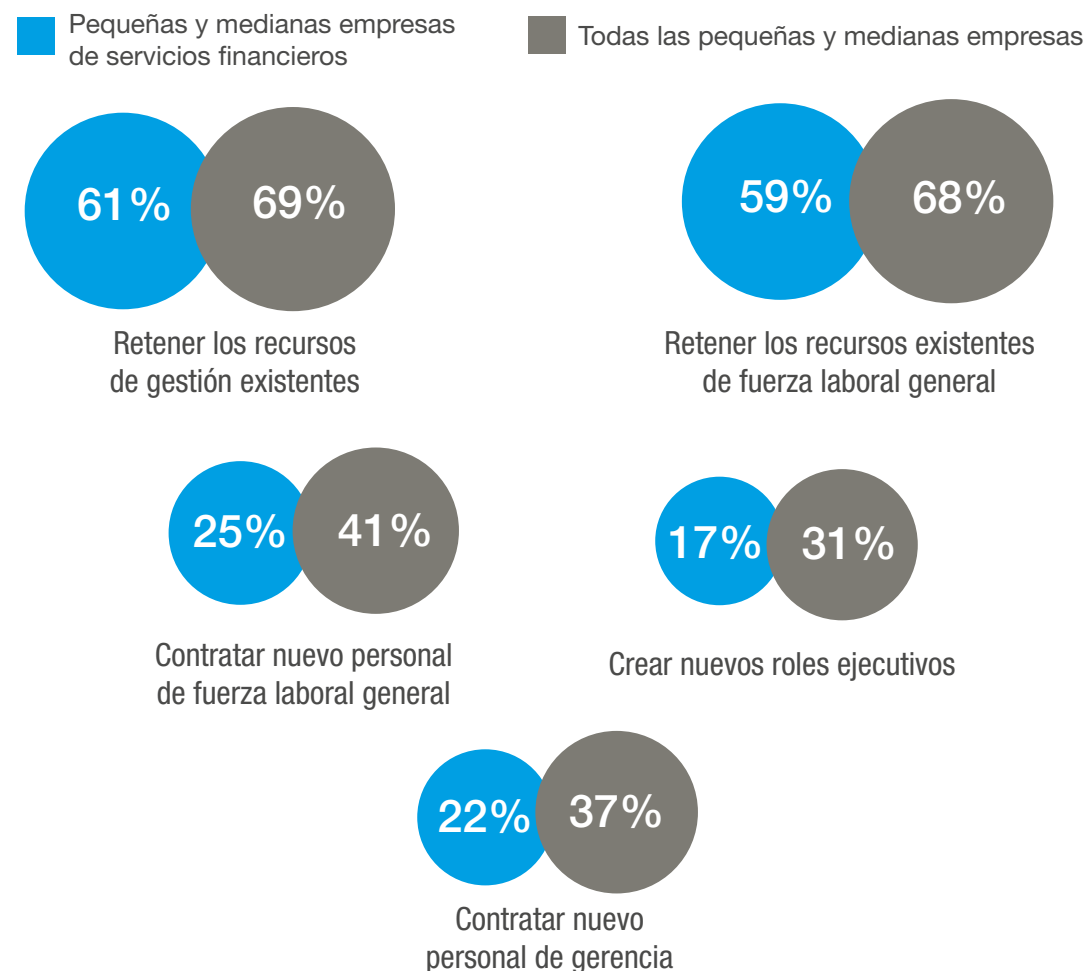 Pequeñas y medianas empresas
de servicios financieros
Todas las pequeñas y medianas empresas
61%
69%
Retener los recursos
de gestión existentes
59%
68%
Retener los recursos existentes
de fuerza laboral general
25%
41%
Contratar nuevo personal
de fuerza laboral general
17%
31%
Crear nuevos roles ejecutivos
22%
37%
Contratar nuevo
personal de gerencia